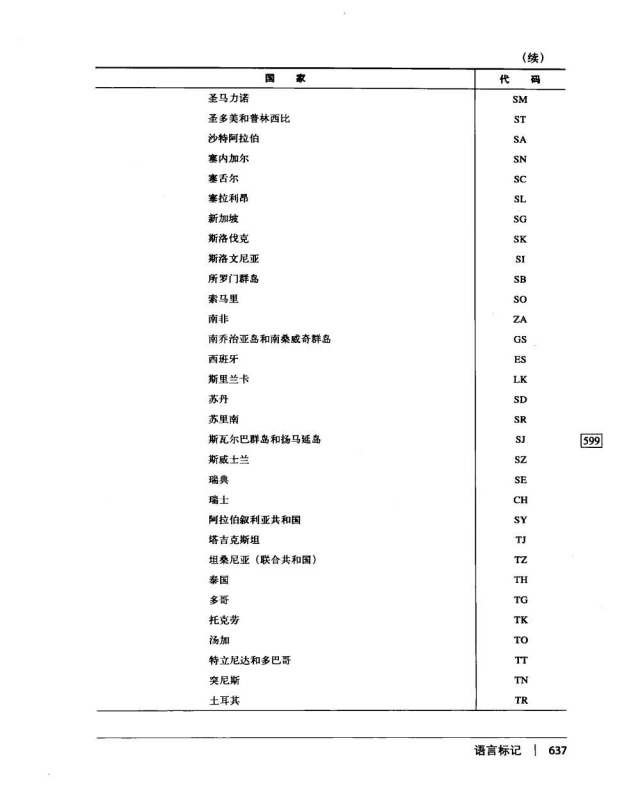 （续）
国 家 代 码
圣马力诺 SM
圣多美和普林西比 ST
沙特阿拉伯 SA
塞内加尔 SN
塞舌尔 SC
塞拉利昂 SL
新加坡 SG
斯洛伐克 SK
斯洛文尼亚 SI
所罗门群岛 SB
索马里 SO
南非 ZA
南乔治亚岛和南桑威奇群岛 GS
西班牙 ES
斯里兰卡 LK
苏丹 SD
苏里南 SR
斯瓦尔巴群岛和扬马延岛 SJ 599
斯威士兰 SZ
瑞典 SE
瑞士 CH
阿拉伯叙利亚共和国 SY
塔吉克斯坦 TJ
坦桑尼亚（联合共和国） TZ
泰国 TH
多哥 TG
托克劳 TK
汤加 TO
特立尼达和多巴哥 TT
突尼斯 TN
土耳其 TR
语言标记 | 637